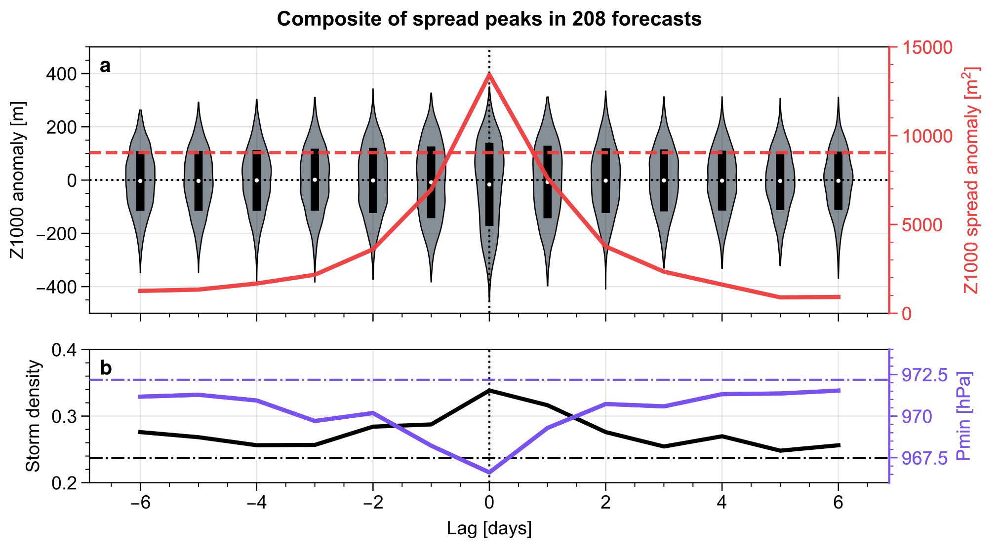 Composite of spread peaks in 208 forecasts
a
400
200
0
−200
−400
Z1000 anomaly [m]
15000
10000
5000
0
Z1000 spread anomaly [m²]
b
0.4
0.3
0.2
Storm density
972.5
970
967.5
Pmin [hPa]
−6 −4 −2 0 2 4 6
Lag [days]